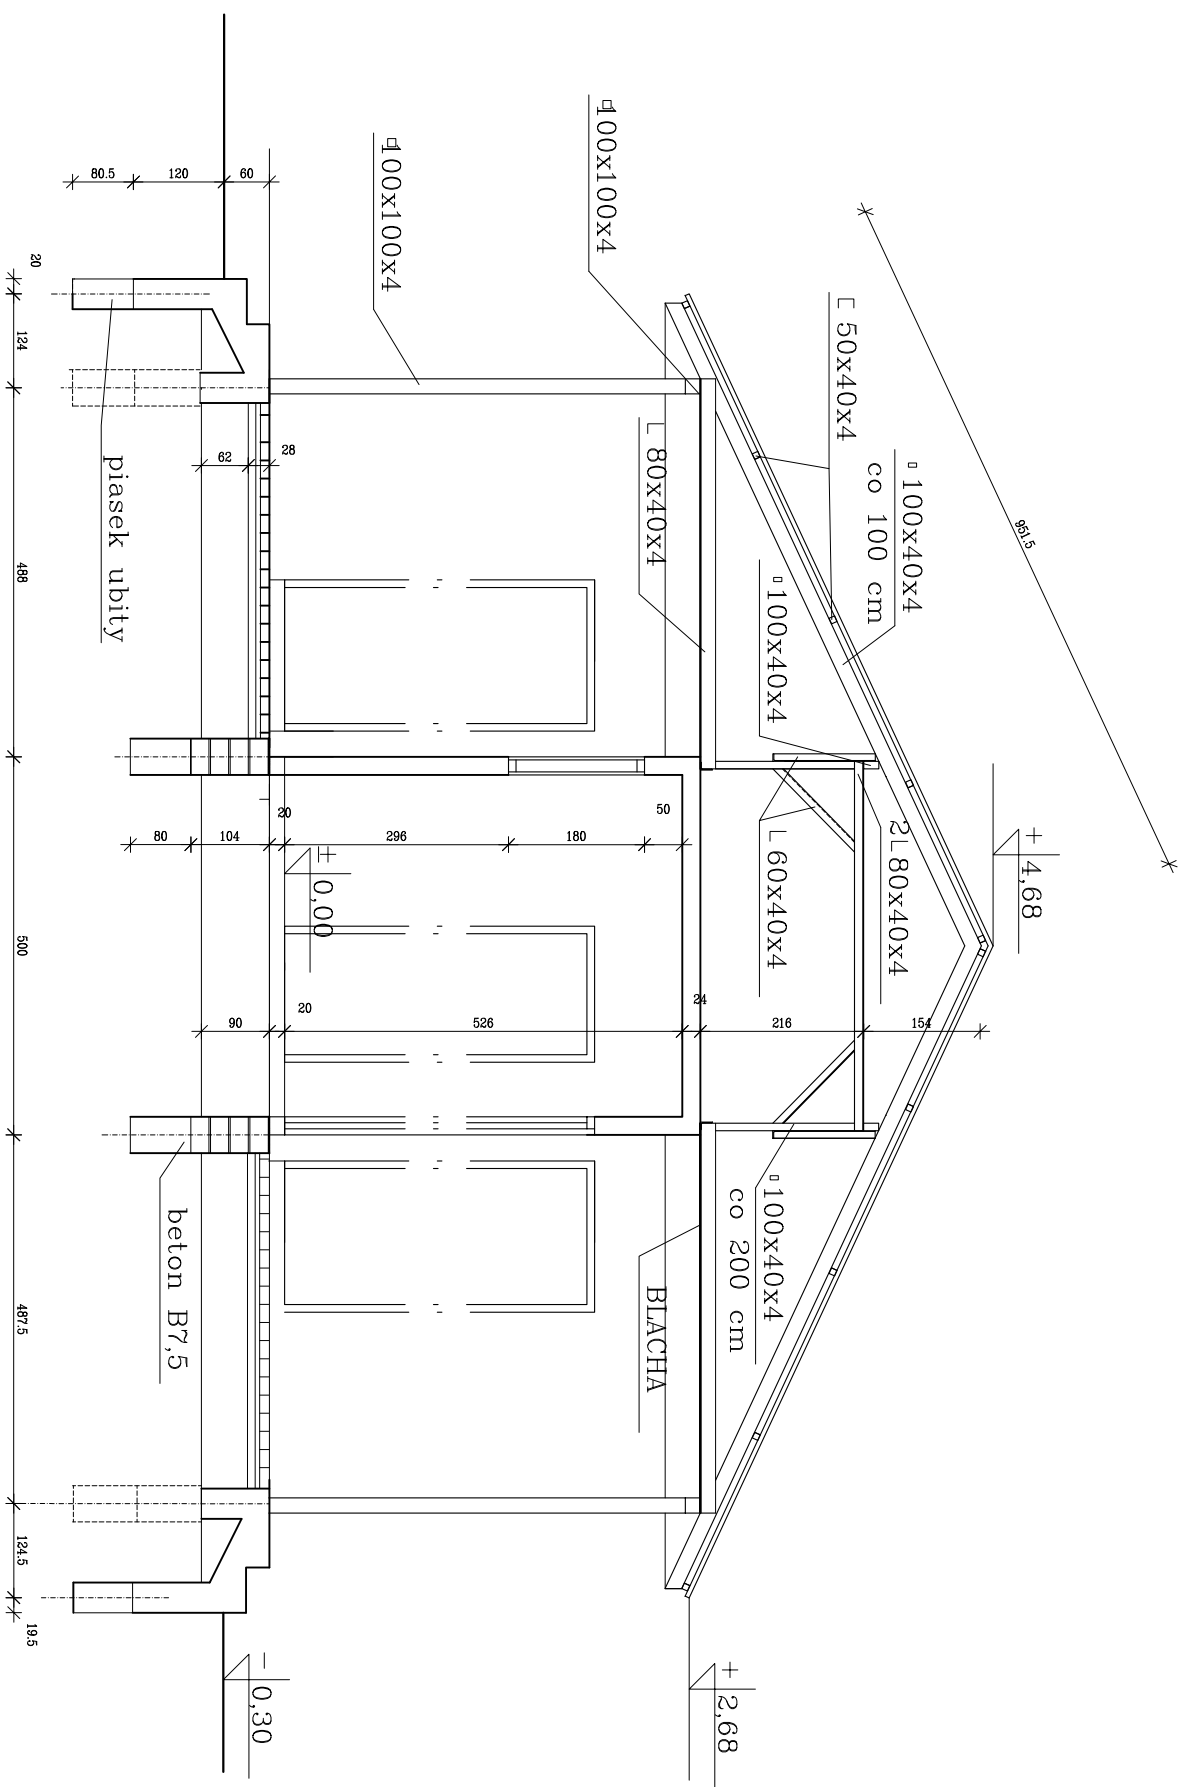 951.5
+ 4,68
□ 50x40x4
□ 100x40x4
co 100 cm
2∟80x40x4
□ 100x40x4
∟60x40x4
□ 100x40x4
co 200 cm
+ 2,68
□100x100x4
∟ 80x40x4
BLACHA
□100x100x4
154
216
24
526
20
90
50
180
296
20
104
80
± 0,00
28
62
60
120
80.5
- 0,30
piasek ubity
beton B7,5
20
124
488
500
487.5
124.5
19.5